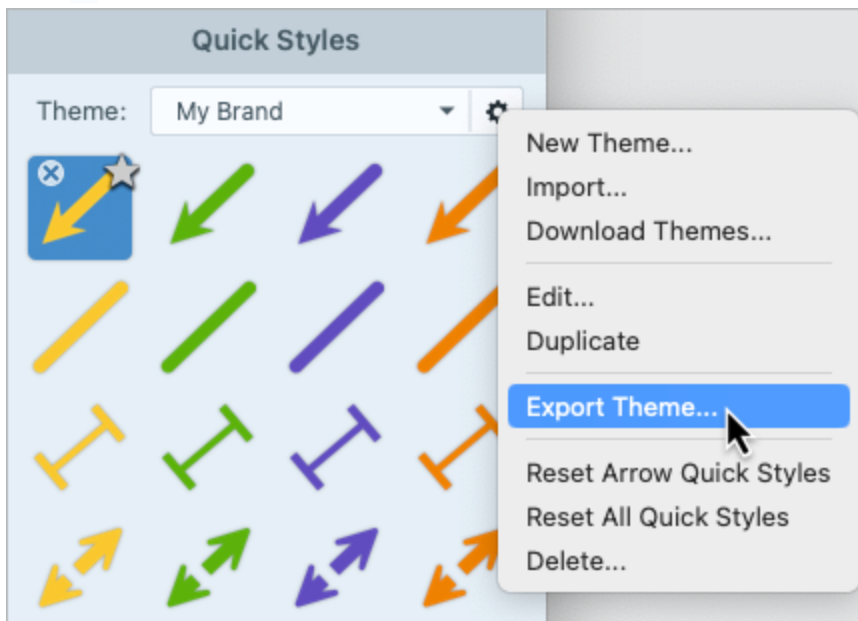 Quick Styles
Theme: My Brand
New Theme...
Import...
Download Themes...
Edit...
Duplicate
Export Theme...
Reset Arrow Quick Styles
Reset All Quick Styles
Delete...